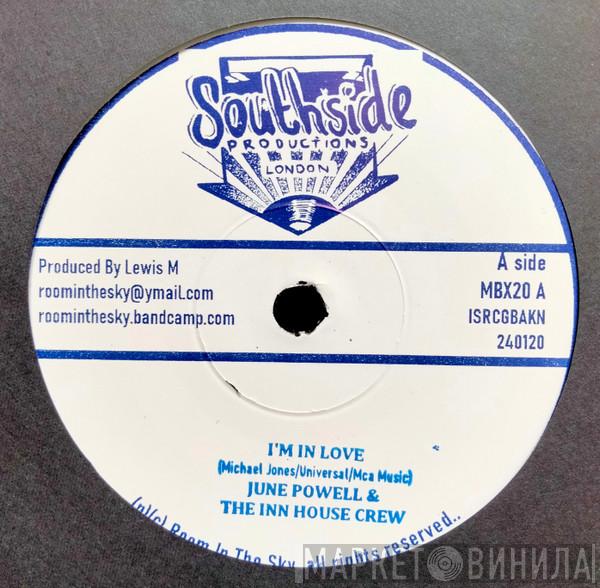 Southside
PRODUCTIONS
LONDON
Produced By Lewis M
roominthesky@ymail.com
roominthesky.bandcamp.com
A side
MBX20 A
ISRCGBAKN
240120
I'M IN LOVE
(Michael Jones/Universal/Mca Music)
JUNE POWELL &
THE INN HOUSE CREW
(p)(c) Room In The Sky, all rights reserved..
МАРКЕТ ВИНИЛА